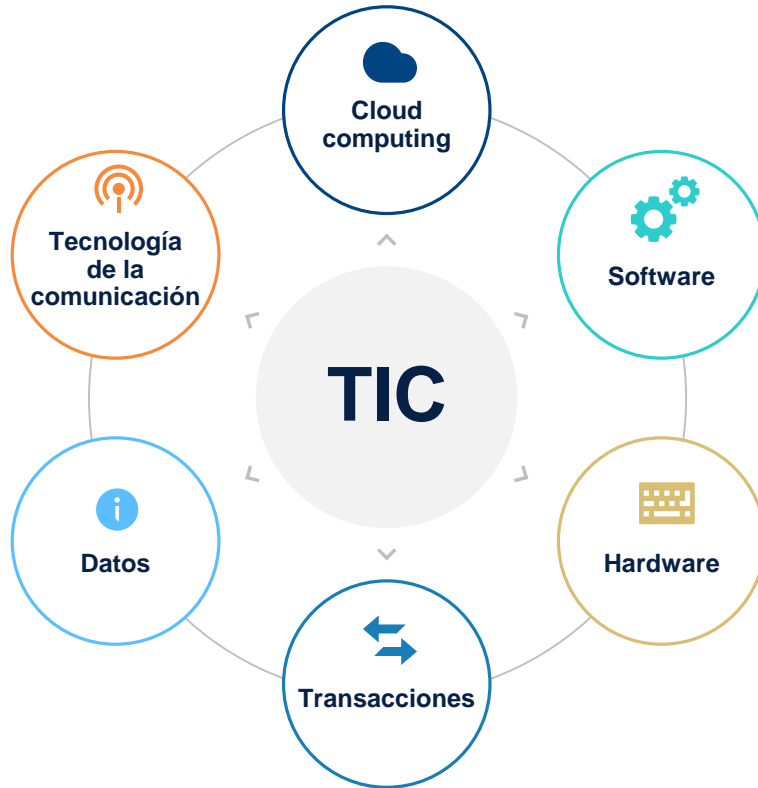 Cloud
computing
Tecnología
de la
comunicación
Software
TIC
Datos
Hardware
Transacciones